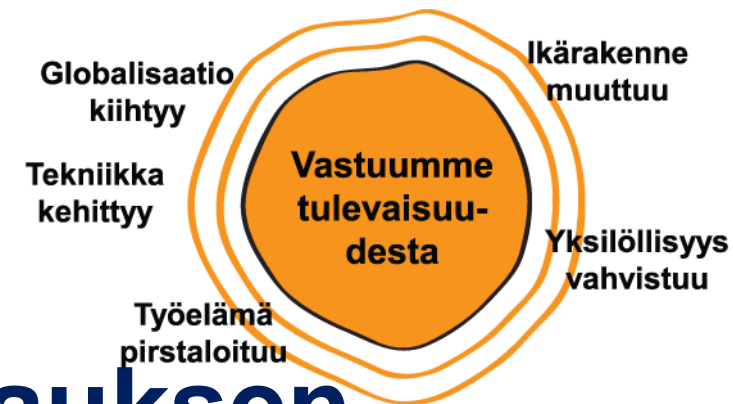 Globalisaatio
kiihtyy
Ikärakenne
muuttuu
Tekniikka
kehittyy
Vastuumme
tulevaisuu-
desta
Yksilöllisyys
vahvistuu
Työelämä
pirstaloituu